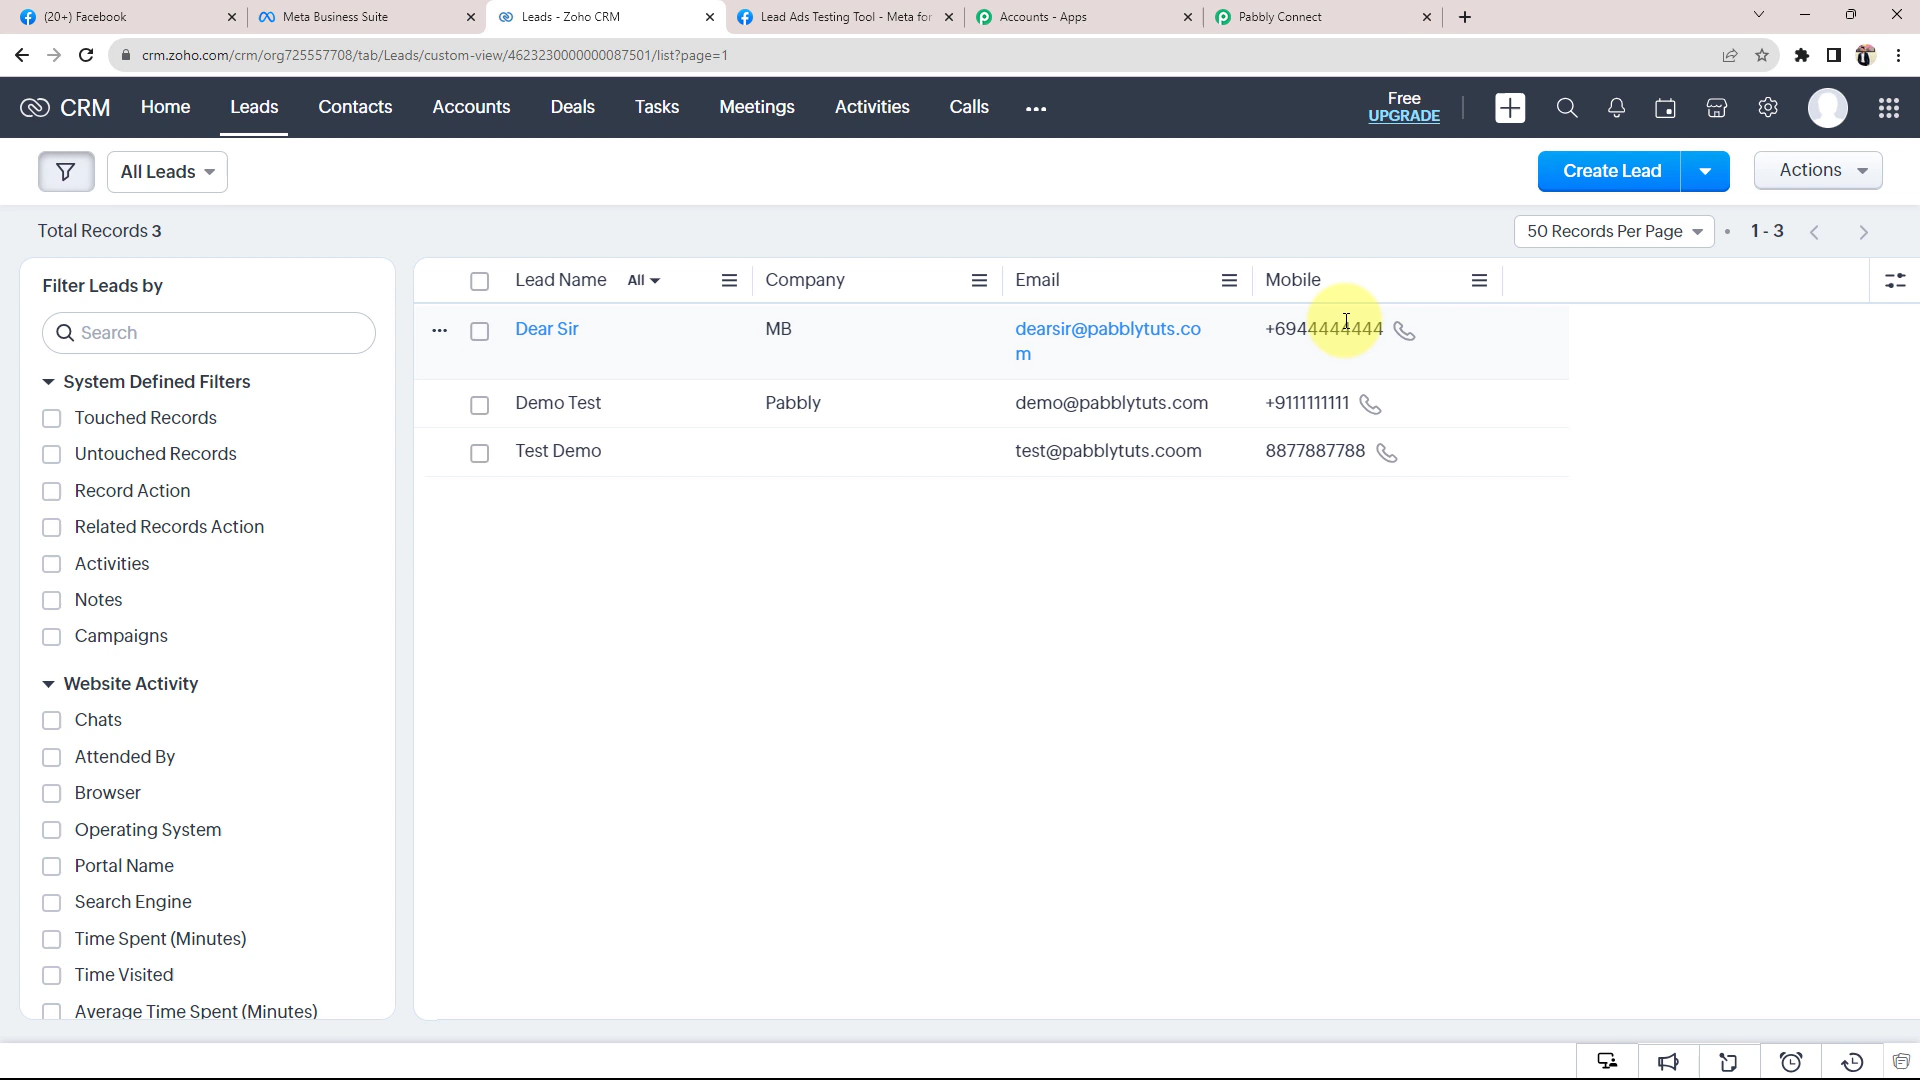 (20+) Facebook
Meta Business Suite
Leads - Zoho CRM
Lead Ads Testing Tool - Meta for
Accounts - Apps
Pabbly Connect
crm.zoho.com/crm/org725557708/tab/Leads/custom-view/4623230000000087501/list?page=1
CRM Home Leads Contacts Accounts Deals Tasks Meetings Activities Calls ...
Free
UPGRADE
All Leads
Create Lead
Actions
Total Records 3
50 Records Per Page • 1 - 3
Filter Leads by
Search
System Defined Filters
Touched Records
Untouched Records
Record Action
Related Records Action
Activities
Notes
Campaigns
Website Activity
Chats
Attended By
Browser
Operating System
Portal Name
Search Engine
Time Spent (Minutes)
Time Visited
Average Time Spent (Minutes)
Lead Name All Company Email Mobile
Dear Sir MB dearsir@pabblytuts.co +6944444444
m
Demo Test Pabbly demo@pabblytuts.com +9111111111
Test Demo test@pabblytuts.coom 8877887788